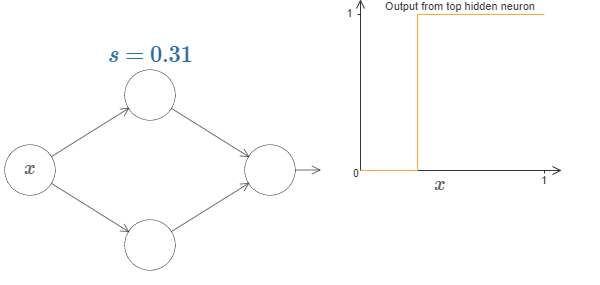 s = 0.31
x
Output from top hidden neuron
1
0
x
1